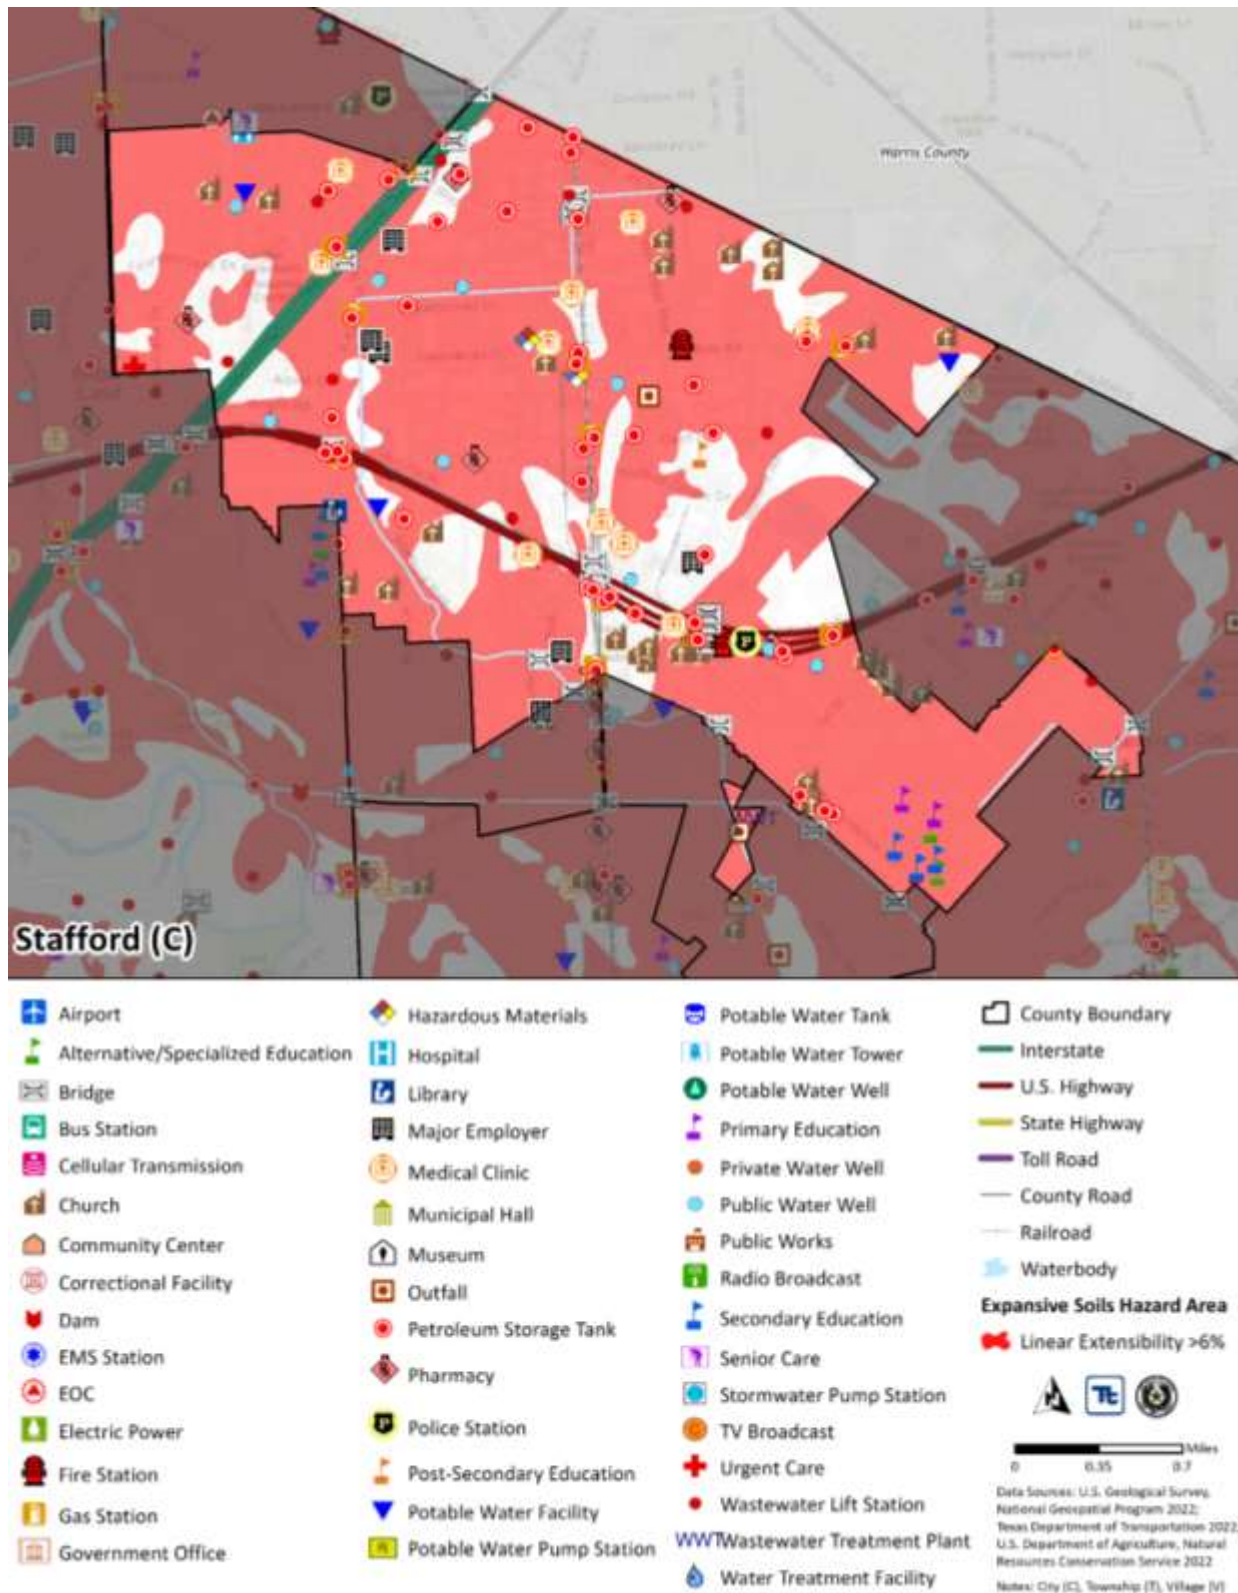 Harris County
Stafford (C)
WWT
Airport
Alternative/Specialized Education
Bridge
Bus Station
Cellular Transmission
Church
Community Center
Correctional Facility
Dam
EMS Station
EOC
Electric Power
Fire Station
Gas Station
Government Office
Hazardous Materials
Hospital
Library
Major Employer
Medical Clinic
Municipal Hall
Museum
Outfall
Petroleum Storage Tank
Pharmacy
Police Station
Post-Secondary Education
Potable Water Facility
Potable Water Pump Station
Potable Water Tank
Potable Water Tower
Potable Water Well
Primary Education
Private Water Well
Public Water Well
Public Works
Radio Broadcast
Secondary Education
Senior Care
Stormwater Pump Station
TV Broadcast
Urgent Care
Wastewater Lift Station
WWT Wastewater Treatment Plant
Water Treatment Facility
County Boundary
Interstate
U.S. Highway
State Highway
Toll Road
County Road
Railroad
Waterbody
Expansive Soils Hazard Area
Linear Extensibility >6%
Miles
0 0.35 0.7
Data Sources: U.S. Geological Survey,
National Geospatial Program 2022;
Texas Department of Transportation 2022;
U.S. Department of Agriculture, Natural
Resources Conservation Service 2022
Notes: City (C), Township (T), Village (V)